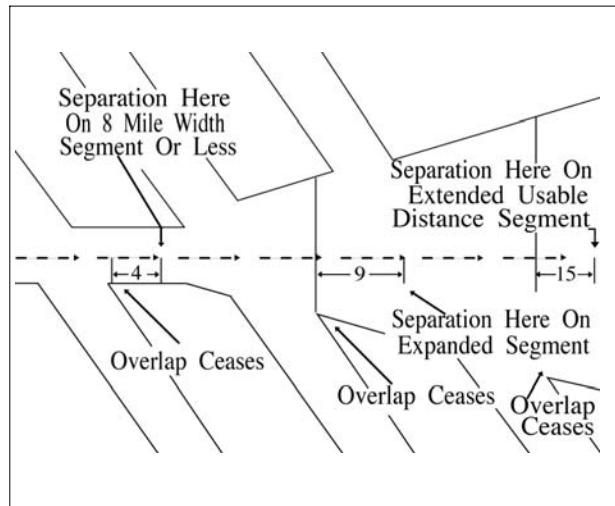 Separation Here
On 8 Mile Width
Segment Or Less
Separation Here On
Extended Usable
Distance Segment
4
9
15
Overlap Ceases
Separation Here On
Expanded Segment
Overlap Ceases
Overlap
Ceases